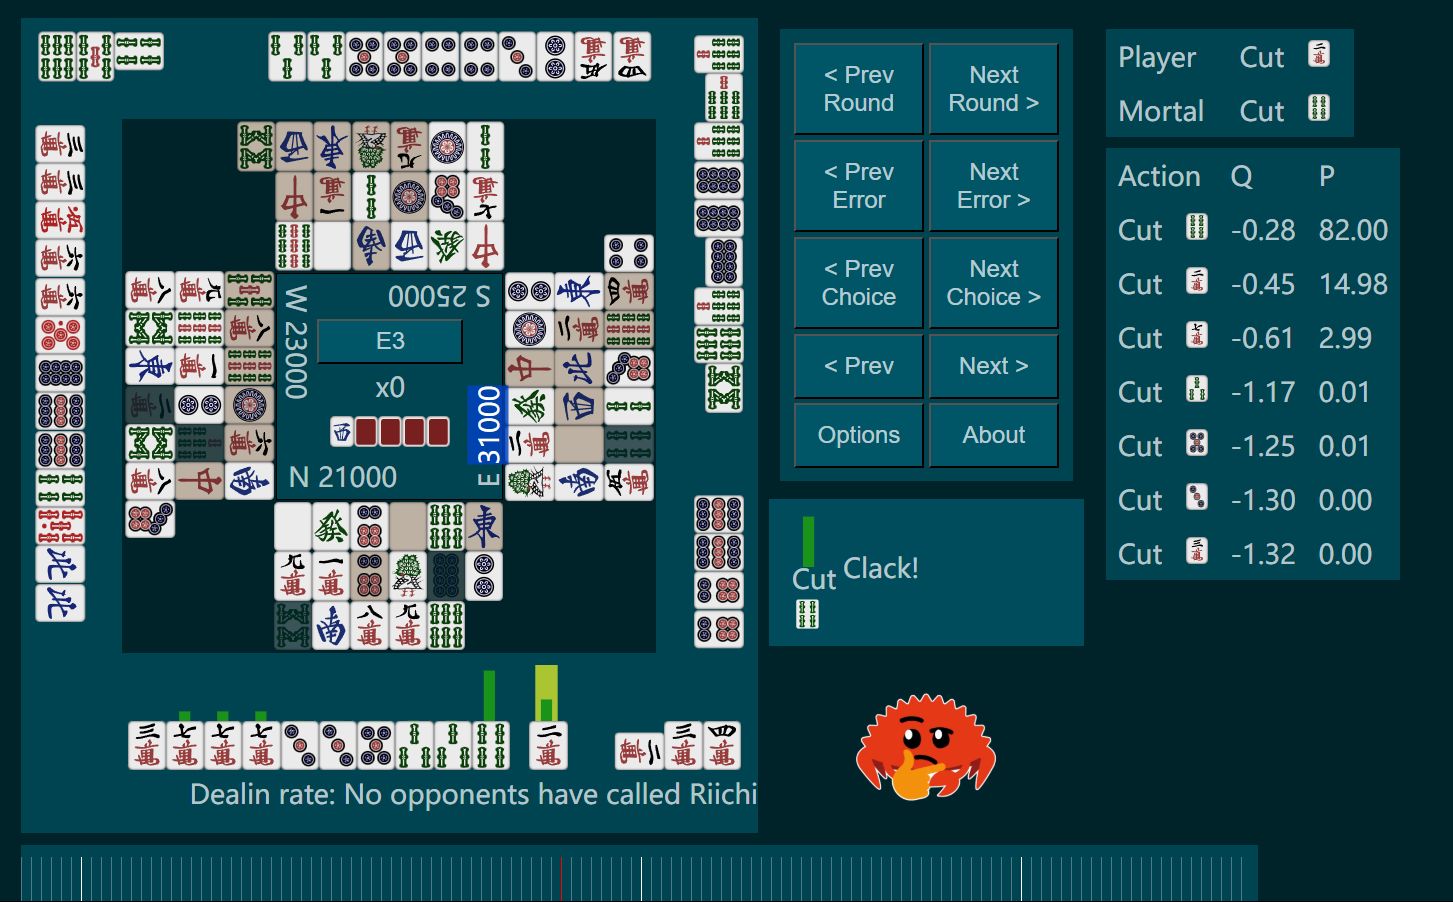 < Prev Round
Next Round >
< Prev Error
Next Error >
< Prev Choice
Next Choice >
< Prev
Next >
Options
About
Player Cut
Mortal Cut
Action Q P
Cut -0.28 82.00
Cut -0.45 14.98
Cut -0.61 2.99
Cut -1.17 0.01
Cut -1.25 0.01
Cut -1.30 0.00
Cut -1.32 0.00
S 25000
W 23000
E3
x0
E 31000
N 21000
Cut
Clack!
Dealin rate: No opponents have called Riichi